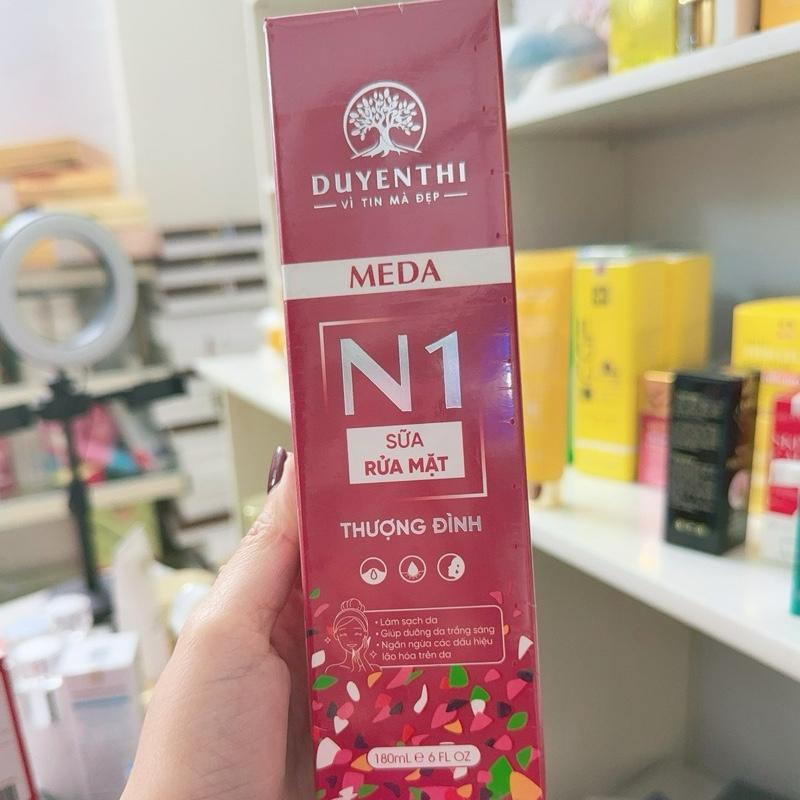 DUYENTHI
VÌ TIN MÀ ĐẸP
MEDA
N1
SỮA
RỬA MẶT
THƯỢNG ĐÌNH
• Làm sạch da
• Giúp dưỡng da trắng sáng
• Ngăn ngừa các dấu hiệu
lão hóa trên da
180mL ℮ 6 FL OZ